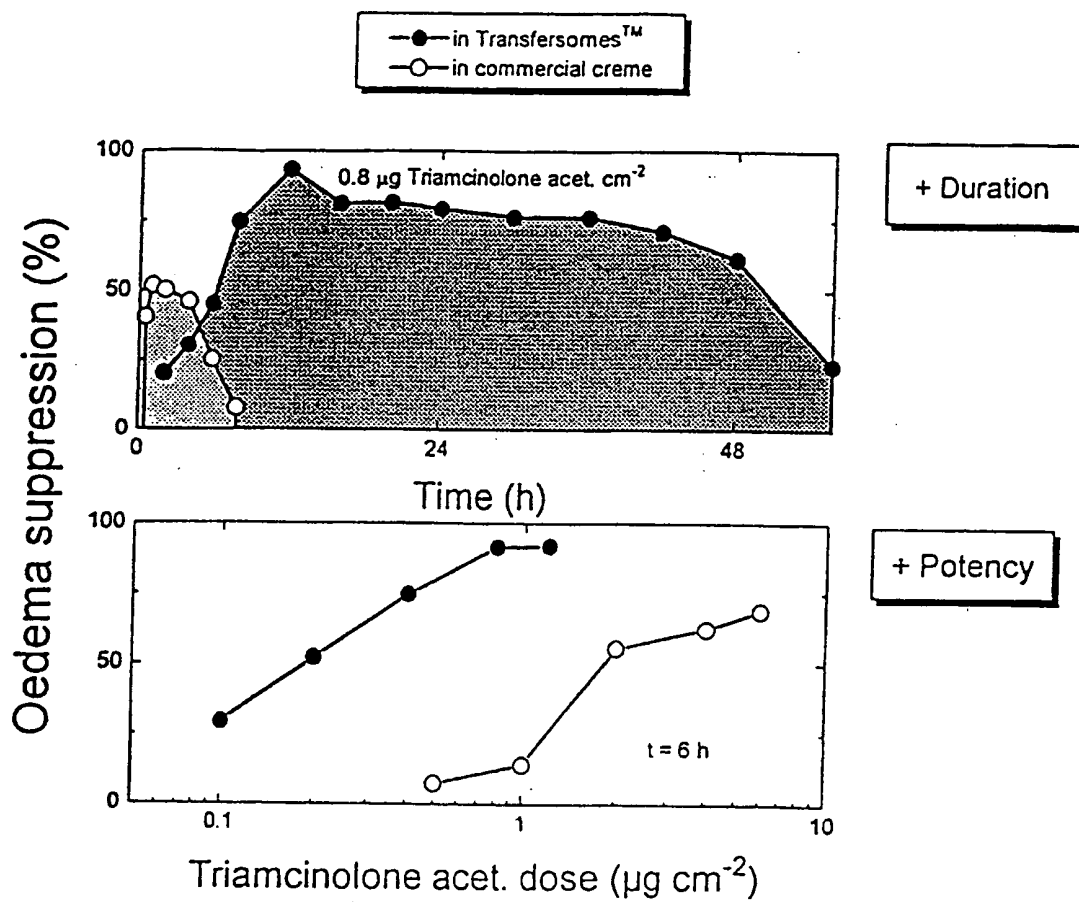 in Transfersomes™
in commercial creme
100
50
0
0.8 µg Triamcinolone acet. cm⁻²
+ Duration
0 24 48
Time (h)
Oedema suppression (%)
100
50
0
t = 6 h
+ Potency
0.1 1 10
Triamcinolone acet. dose (µg cm⁻²)